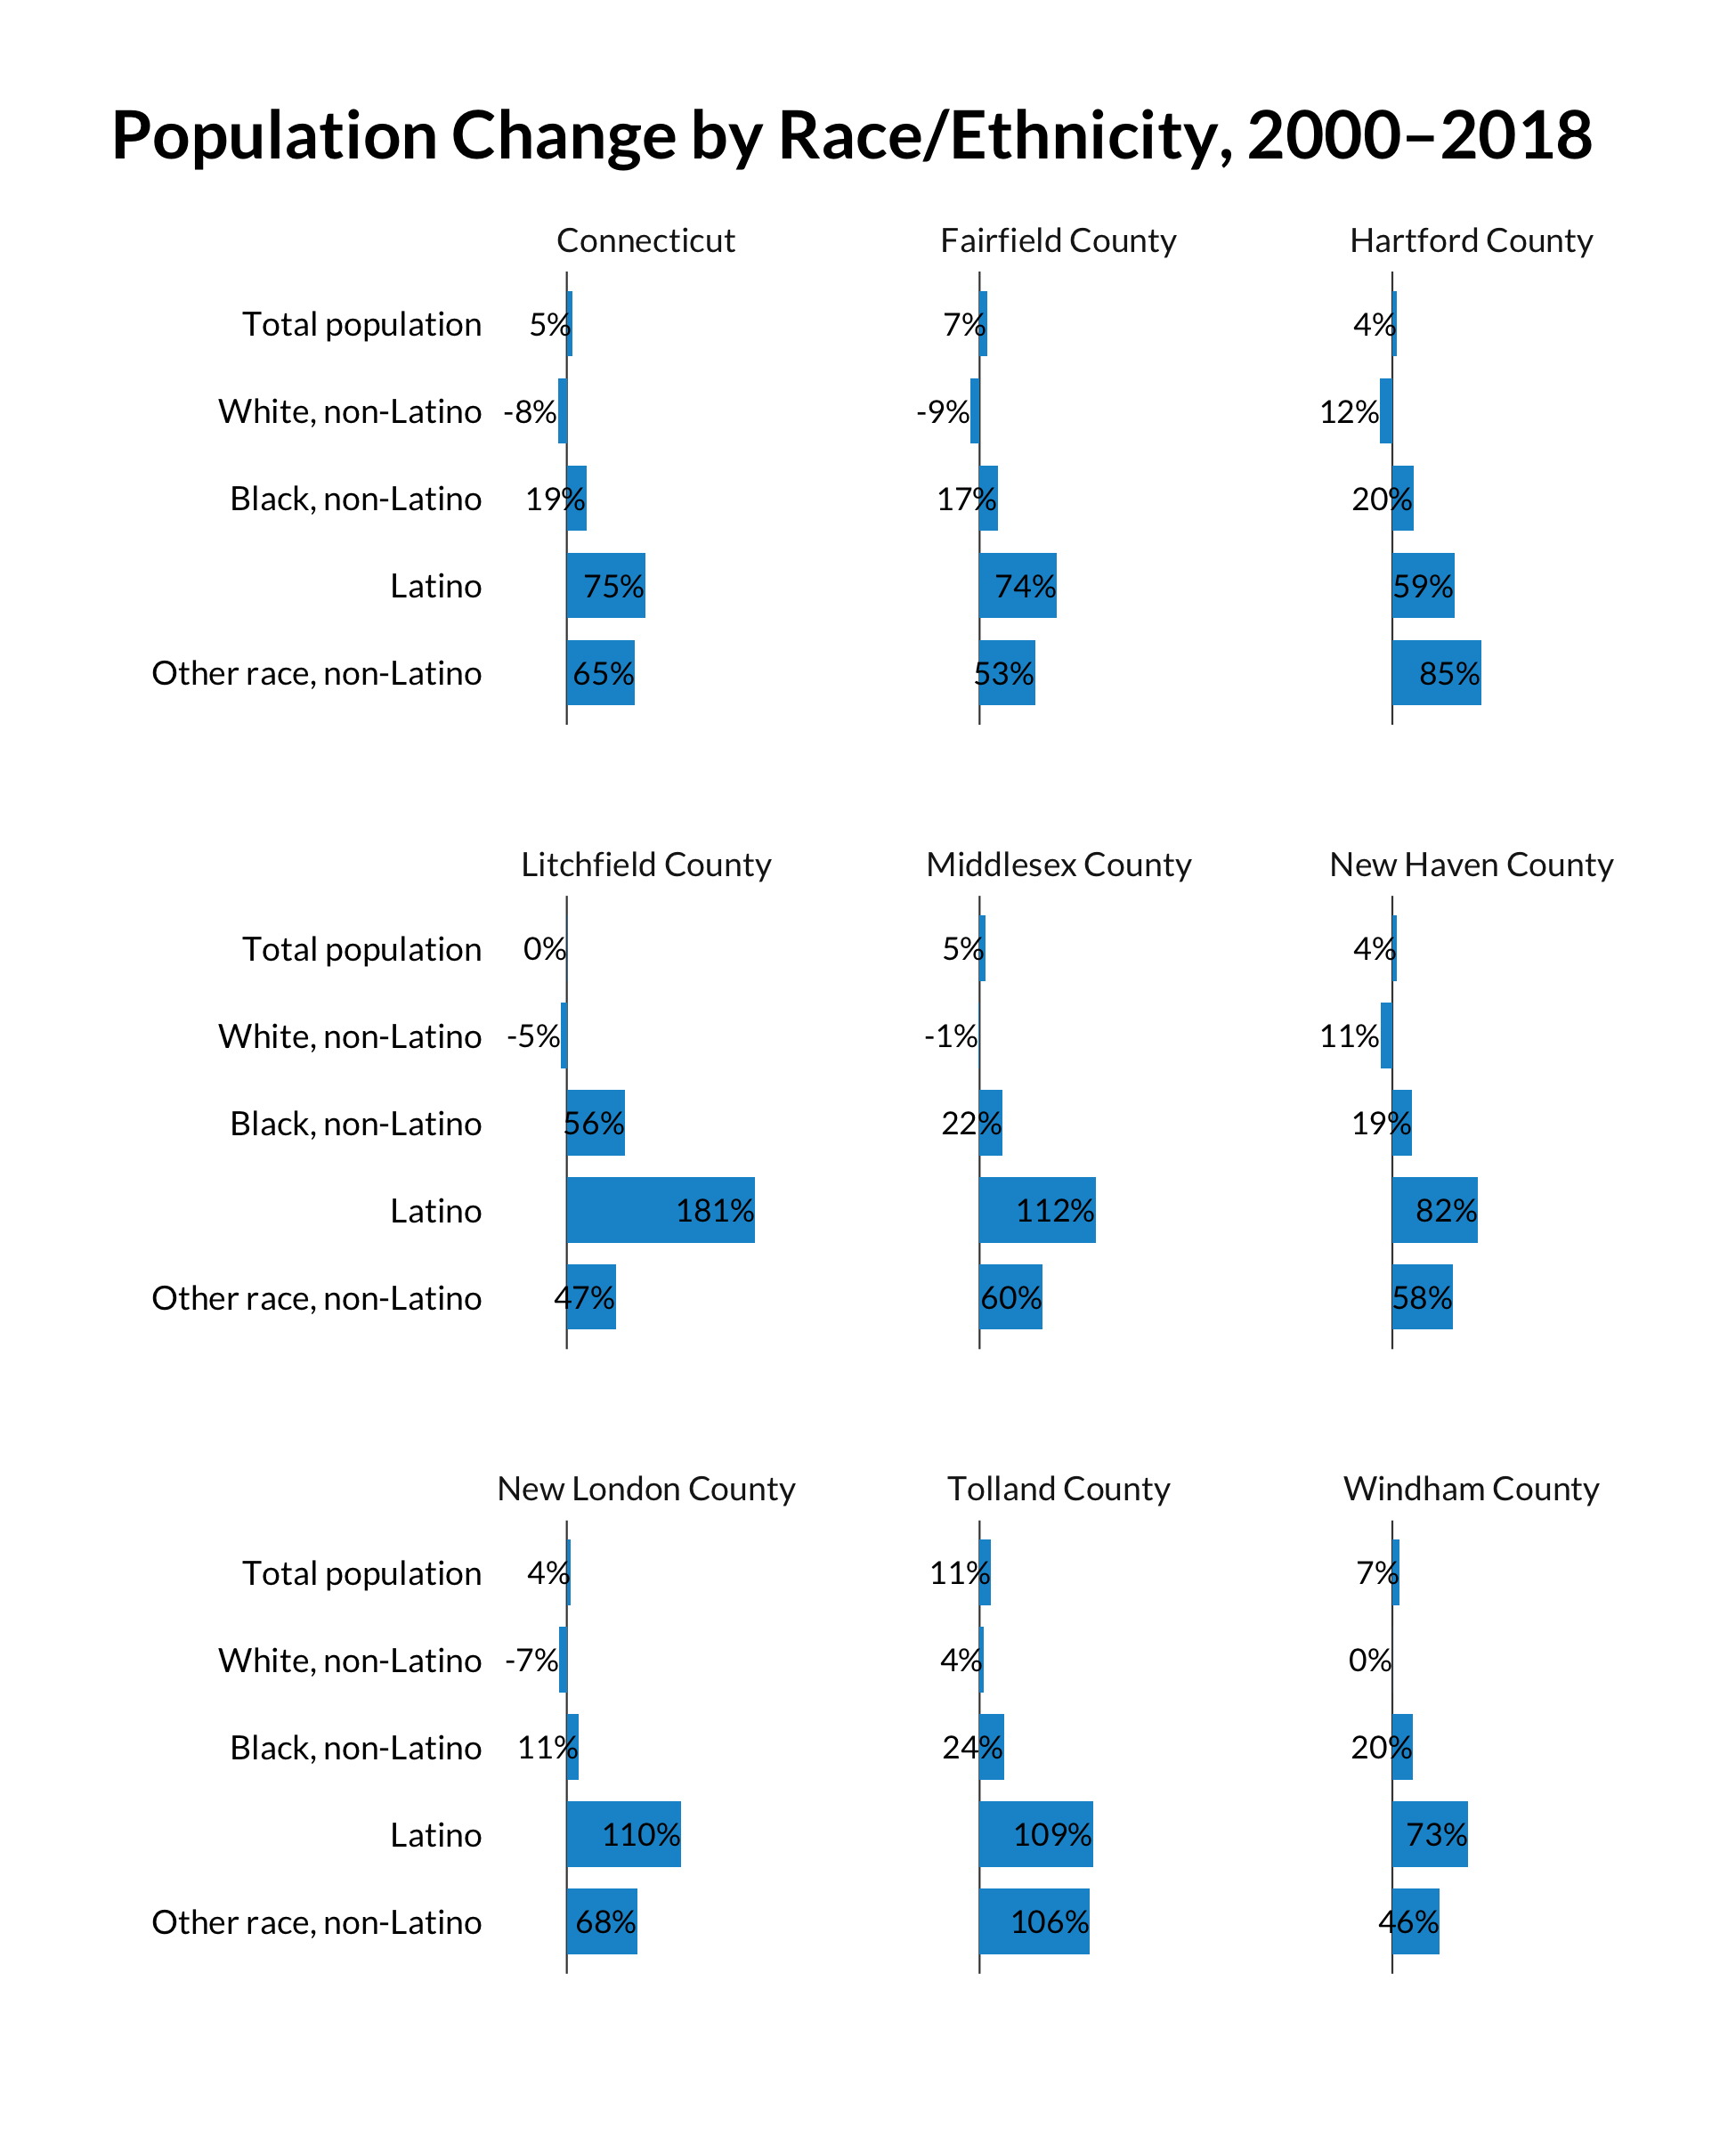 Population Change by Race/Ethnicity, 2000–2018
Connecticut Fairfield County Hartford County
Total population 5% 7% 4%
White, non-Latino -8% -9% 12%
Black, non-Latino 19% 17% 20%
Latino 75% 74% 59%
Other race, non-Latino 65% 53% 85%
Litchfield County Middlesex County New Haven County
Total population 0% 5% 4%
White, non-Latino -5% -1% 11%
Black, non-Latino 56% 22% 19%
Latino 181% 112% 82%
Other race, non-Latino 47% 60% 58%
New London County Tolland County Windham County
Total population 4% 11% 7%
White, non-Latino -7% 4% 0%
Black, non-Latino 11% 24% 20%
Latino 110% 109% 73%
Other race, non-Latino 68% 106% 46%